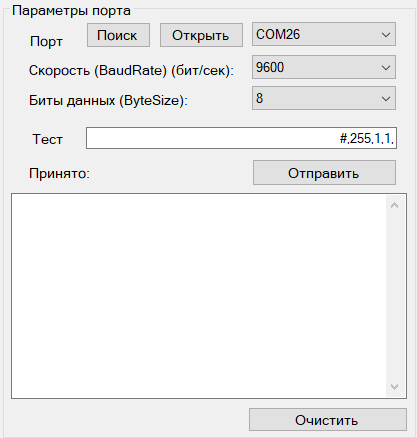 Параметры порта
Порт Поиск Открыть COM26
Скорость (BaudRate) (бит/сек): 9600
Биты данных (ByteSize): 8
Тест #,255,1,1,
Принято: Отправить
Очистить